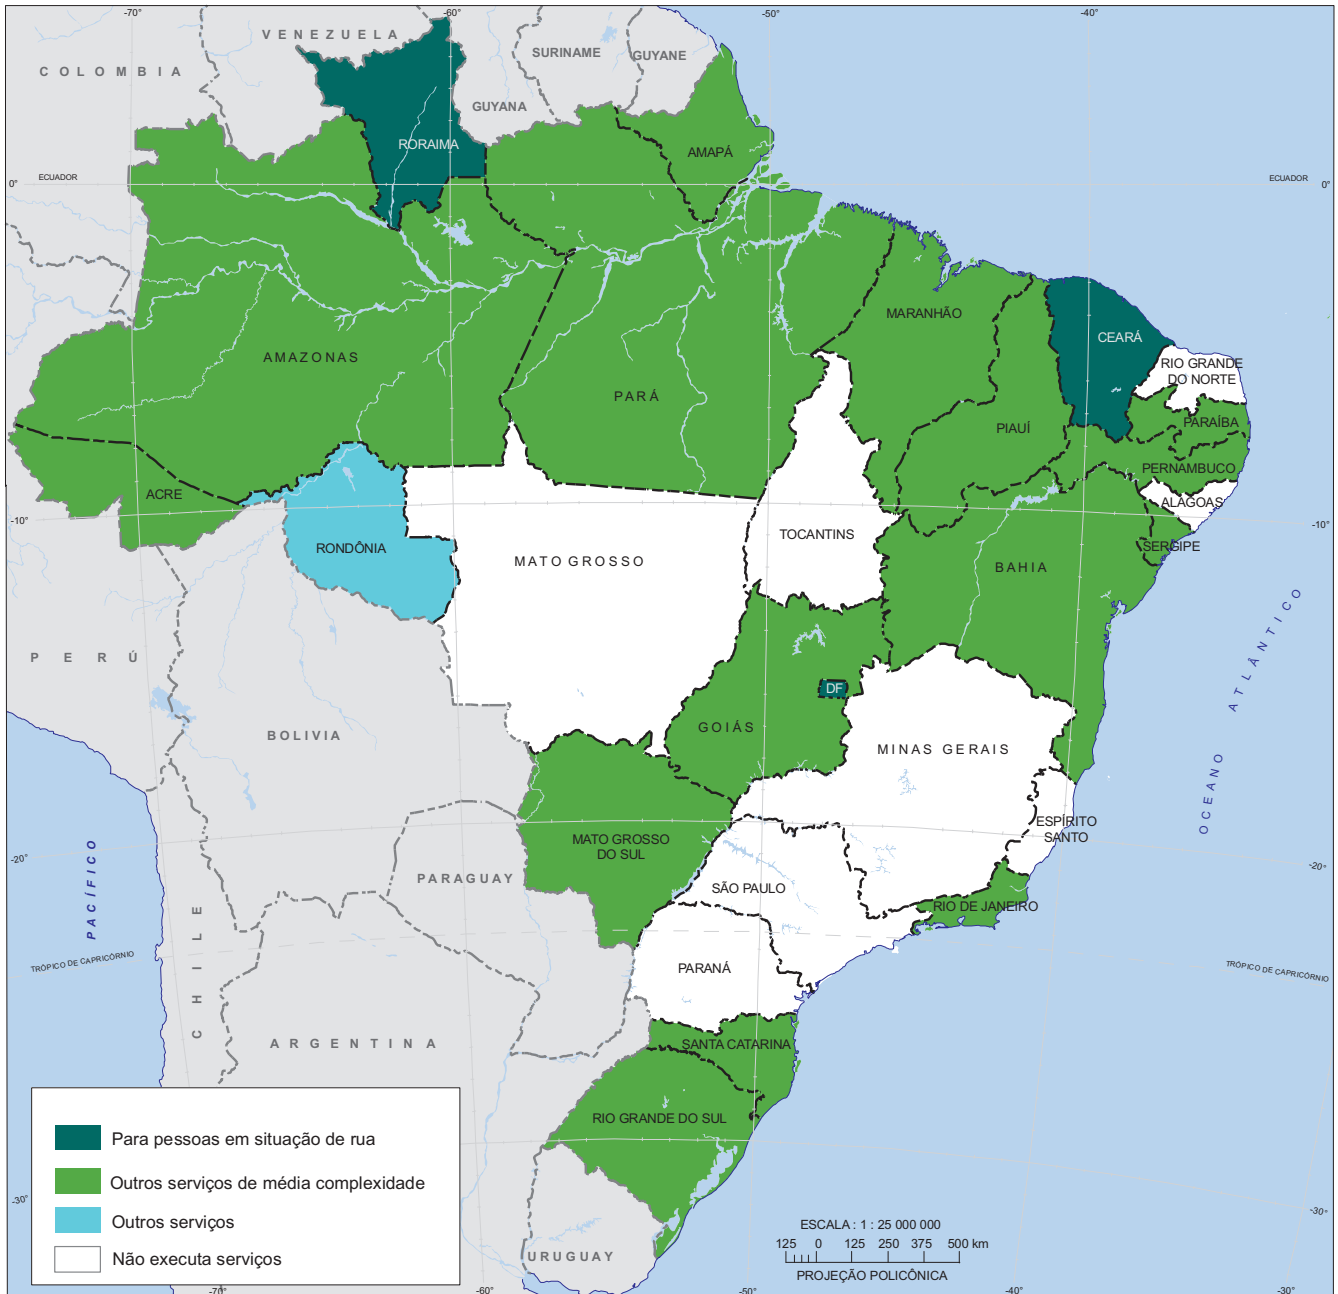 -70°
-60°
-50°
-40°
VENEZUELA
COLOMBIA
SURINAME
GUYANE
GUYANA
RORAIMA
AMAPÁ
ECUADOR
0°
ECUADOR
0°
MARANHÃO
CEARÁ
AMAZONAS
RIO GRANDE
DO NORTE
PARÁ
PIAUÍ
PARAÍBA
PERNAMBUCO
ACRE
ALAGOAS
-10°
-10°
RONDÔNIA
MATO GROSSO
TOCANTINS
BAHIA
SERGIPE
PERÚ
DF
OCEANO ATLÂNTICO
BOLIVIA
GOIÁS
MINAS GERAIS
MATO GROSSO
DO SUL
ESPÍRITO
SANTO
-20°
-20°
PACÍFICO
PARAGUAY
SÃO PAULO
RIO DE JANEIRO
CHILE
TRÓPICO DE CAPRICÓRNIO
PARANÁ
TRÓPICO DE CAPRICÓRNIO
ARGENTINA
SANTA CATARINA
RIO GRANDE DO SUL
Para pessoas em situação de rua
Outros serviços de média complexidade
Outros serviços
Não executa serviços
-30°
-30°
URUGUAY
ESCALA : 1 : 25 000 000
125 0 125 250 375 500 km
PROJEÇÃO POLICÔNICA
-70°
-60°
-50°
-40°
-30°